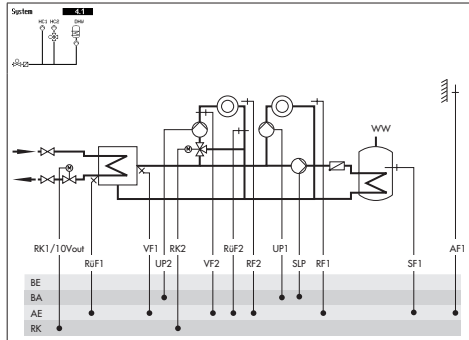 System 4.1
HC1 HC2 DHW
WW
RK1/10Vout
RüF1
VF1
UP2
RK2
VF2
RüF2
RF2
UP1
SLP
RF1
SF1
AF1
BE
BA
AE
RK